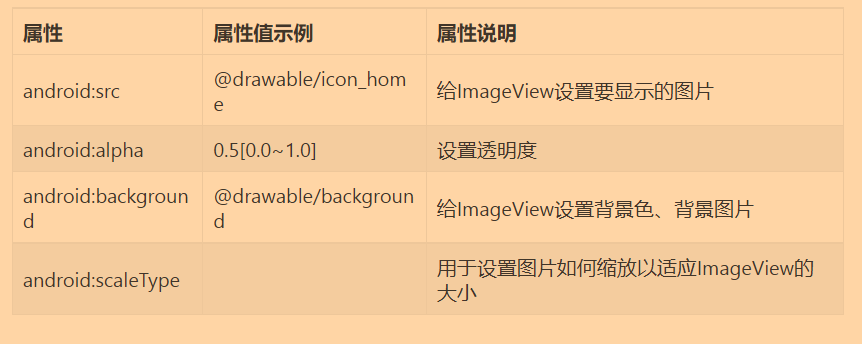 属性 属性值示例 属性说明
android:src @drawable/icon_hom
e 给ImageView设置要显示的图片
android:alpha 0.5[0.0~1.0] 设置透明度
android:backgroun
d @drawable/backgroun
d 给ImageView设置背景色、背景图片
android:scaleType 用于设置图片如何缩放以适应ImageView的
大小